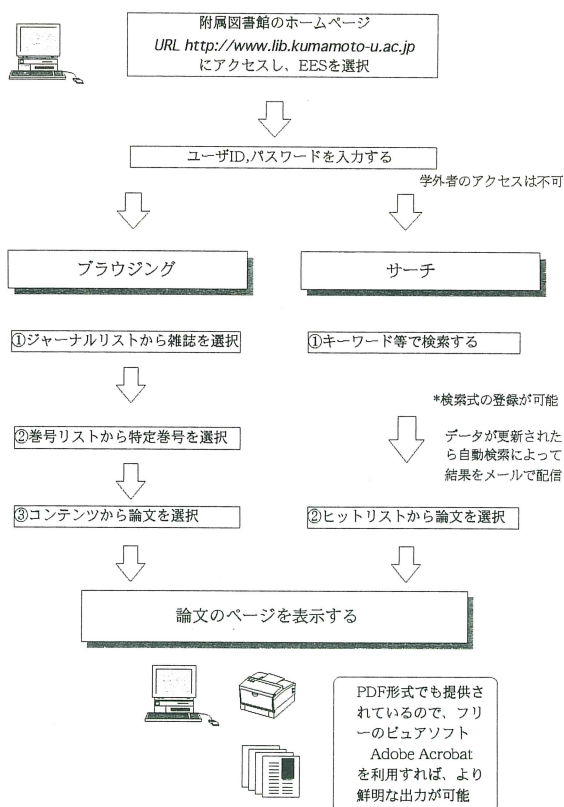 附属図書館のホームページ
URL http://www.lib.kumamoto-u.ac.jp
にアクセスし、EESを選択
ユーザID,パスワードを入力する
学外者のアクセスは不可
ブラウジング
サーチ
①ジャーナルリストから雑誌を選択
①キーワード等で検索する
*検索式の登録が可能
②巻号リストから特定巻号を選択
データが更新された
ら自動検索によって
結果をメールで配信
③コンテンツから論文を選択
②ヒットリストから論文を選択
論文のページを表示する
PDF形式でも提供さ
れているので、フリ
ーのビュアソフト
Adobe Acrobat
を利用すれば、より
鮮明な出力が可能